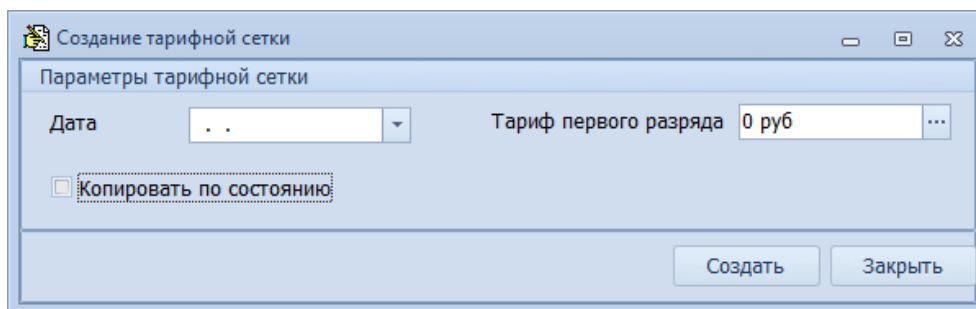 Создание тарифной сетки
Параметры тарифной сетки
Дата . . Тариф первого разряда 0 руб ...
Копировать по состоянию
Создать Закрыть